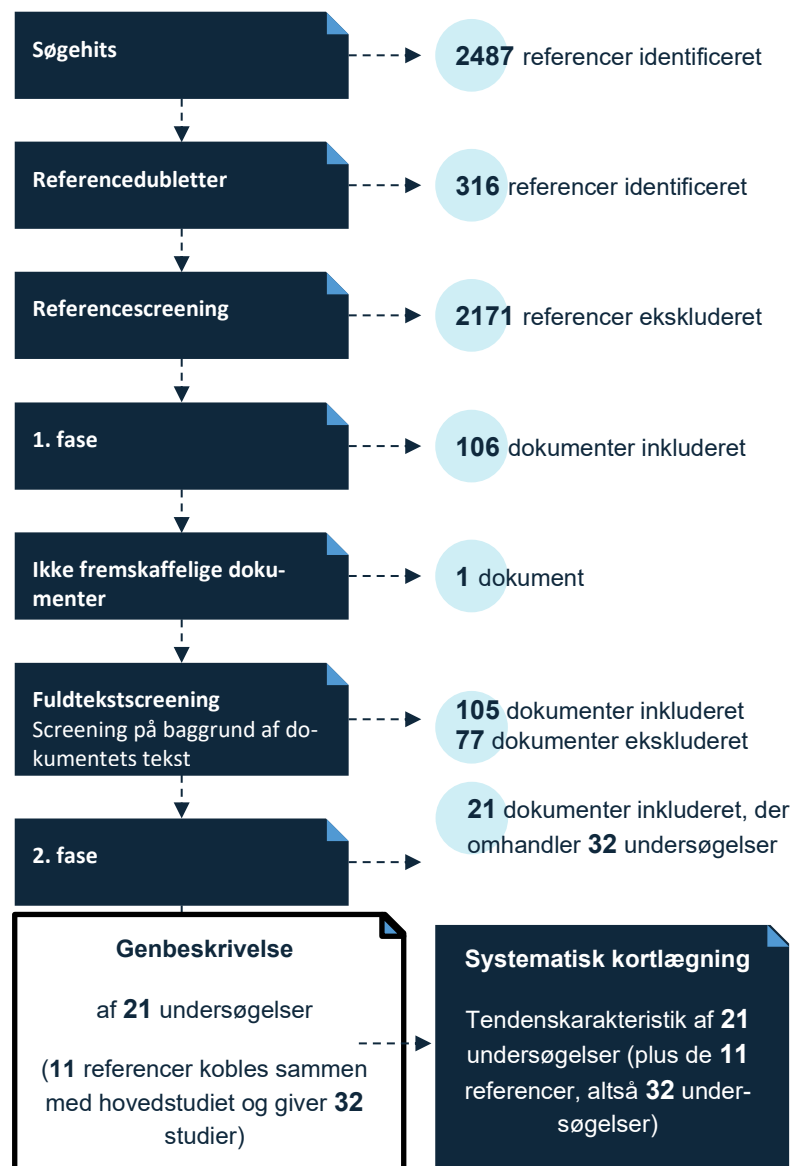 Søgehits
2487 referencer identificeret
Referencedubletter
316 referencer identificeret
Referencescreening
2171 referencer ekskluderet
1. fase
106 dokumenter inkluderet
Ikke fremskaffelige doku-
menter
1 dokument
Fuldtekstscreening
Screening på baggrund af do-
kumentets tekst
105 dokumenter inkluderet
77 dokumenter ekskluderet
2. fase
21 dokumenter inkluderet, der
omhandler 32 undersøgelser
Genbeskrivelse
af 21 undersøgelser
(11 referencer kobles sammen
med hovedstudiet og giver 32
studier)
Systematisk kortlægning
Tendenskarakteristik af 21
undersøgelser (plus de 11
referencer, altså 32 under-
søgelser)